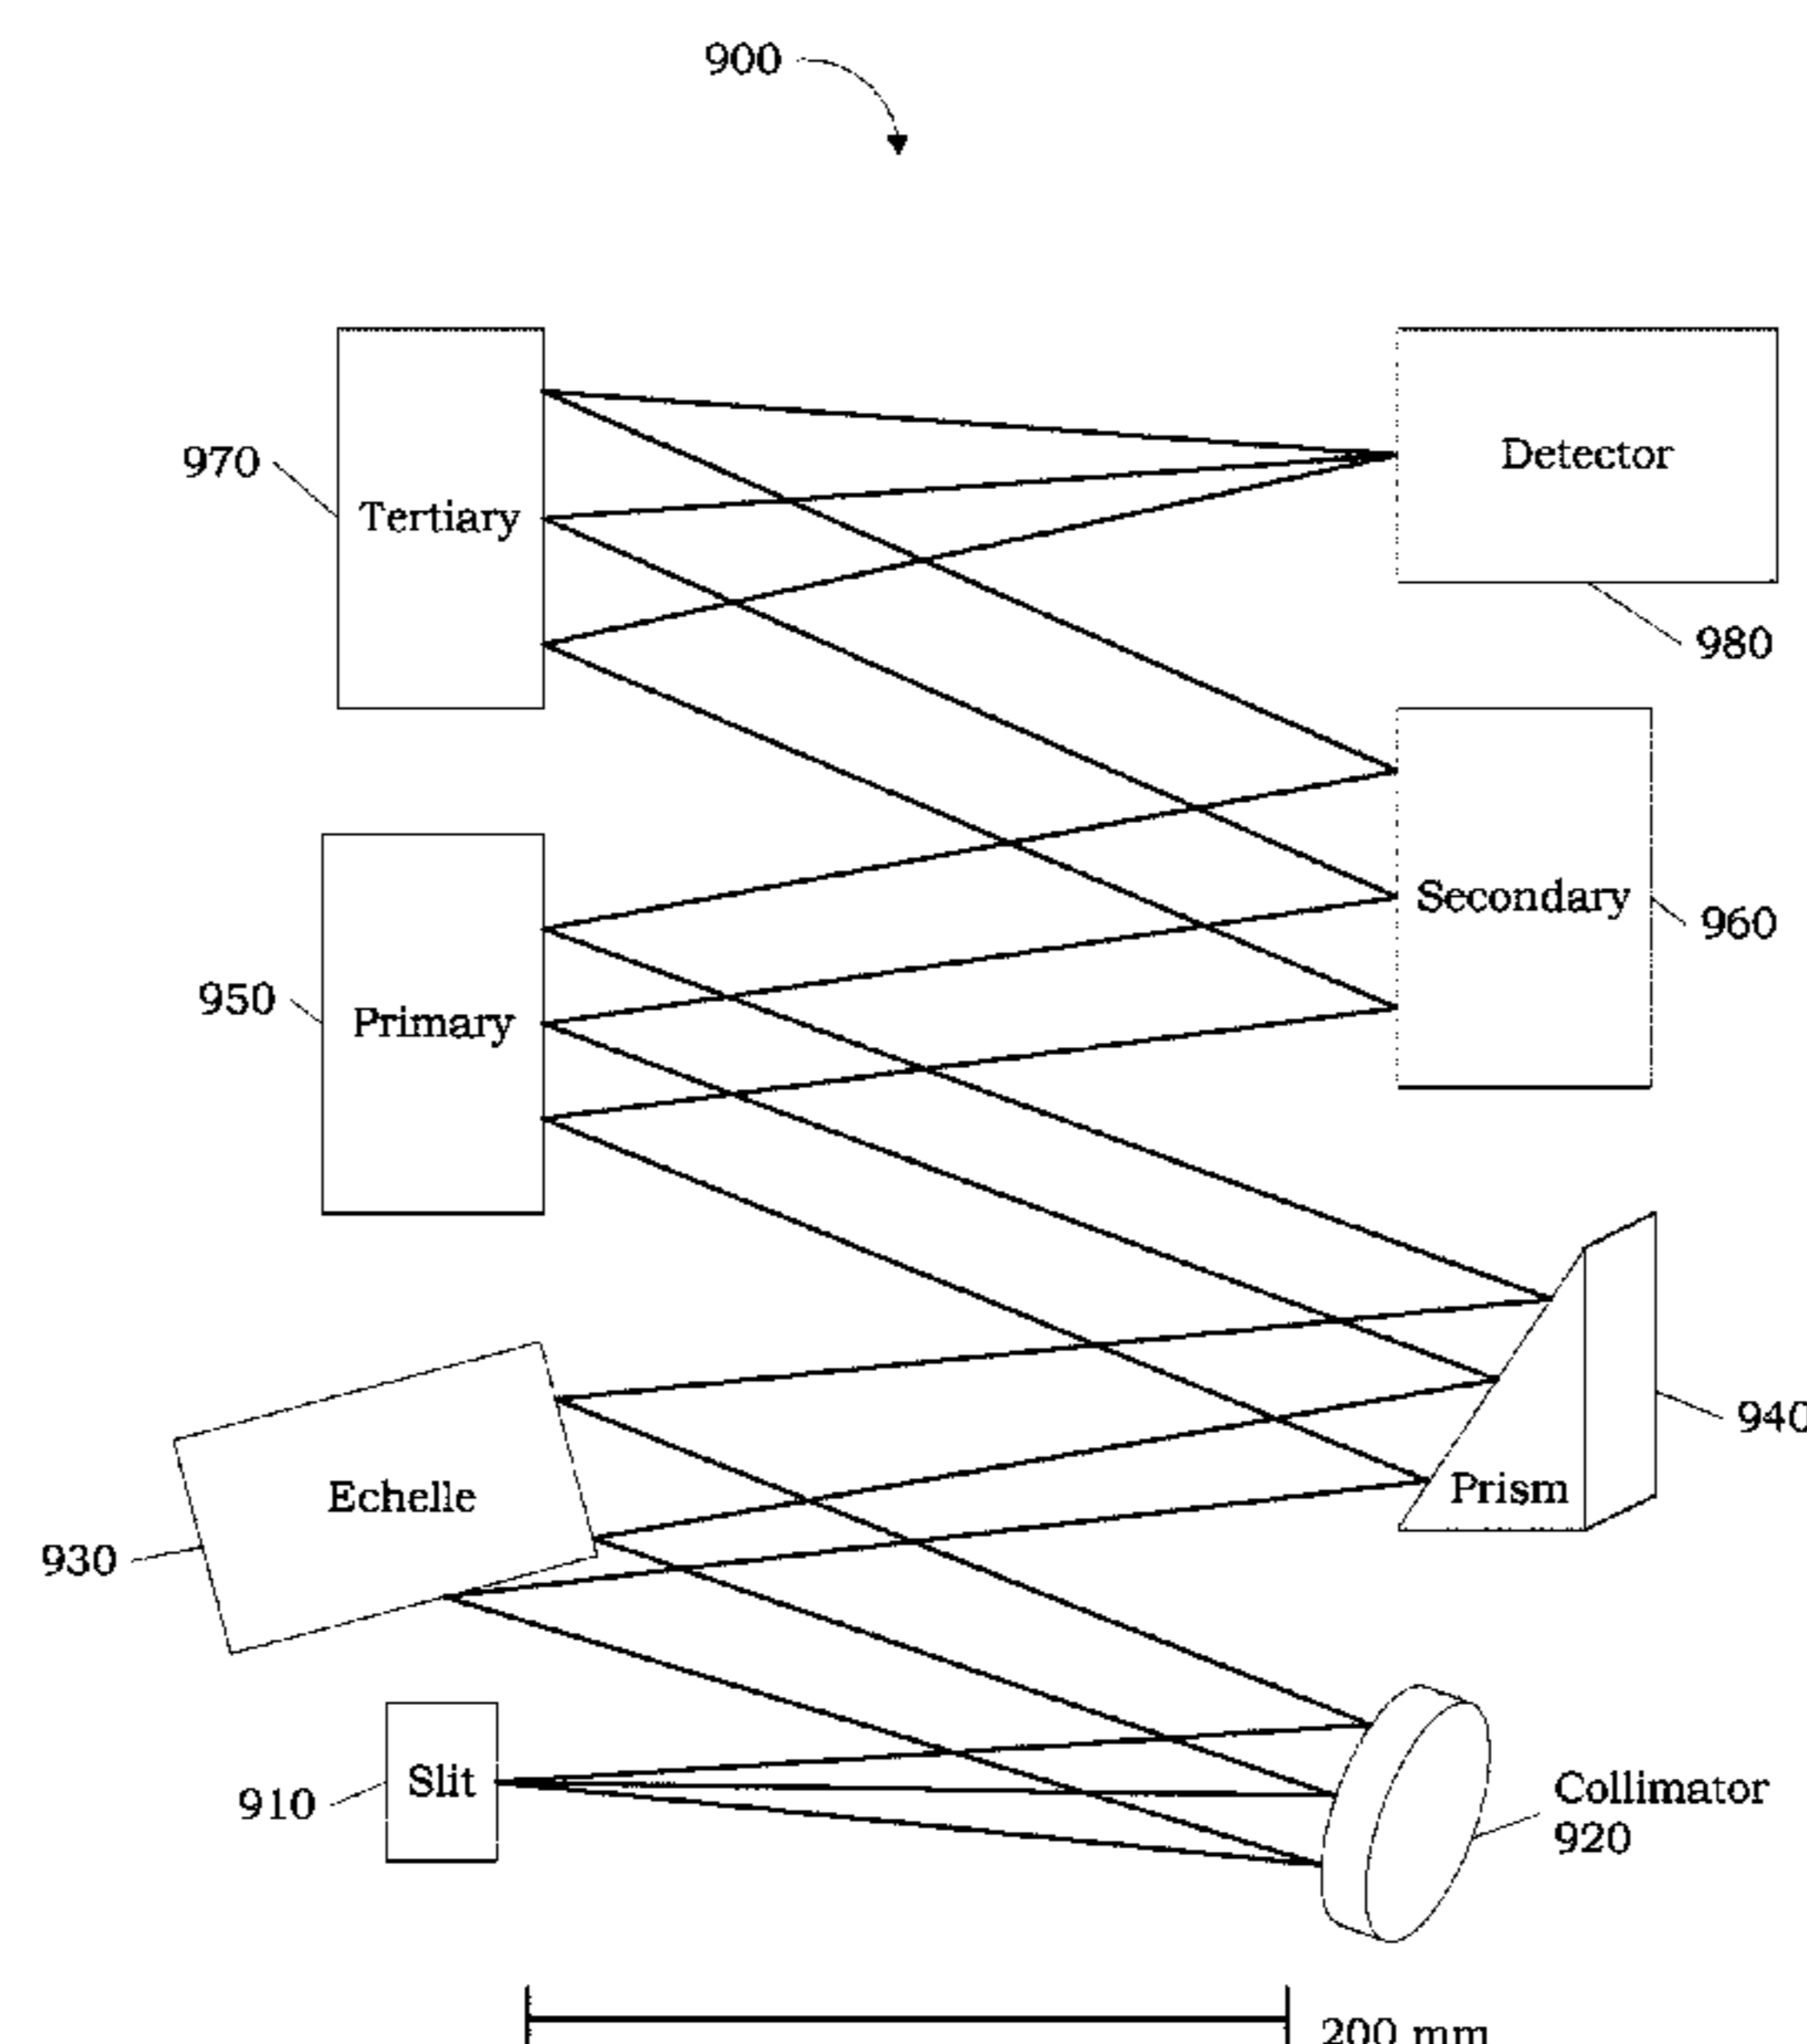 900
970
Tertiary
Detector
980
950
Primary
Secondary
960
930
Echelle
Prism
940
910
Slit
Collimator
920
200 mm